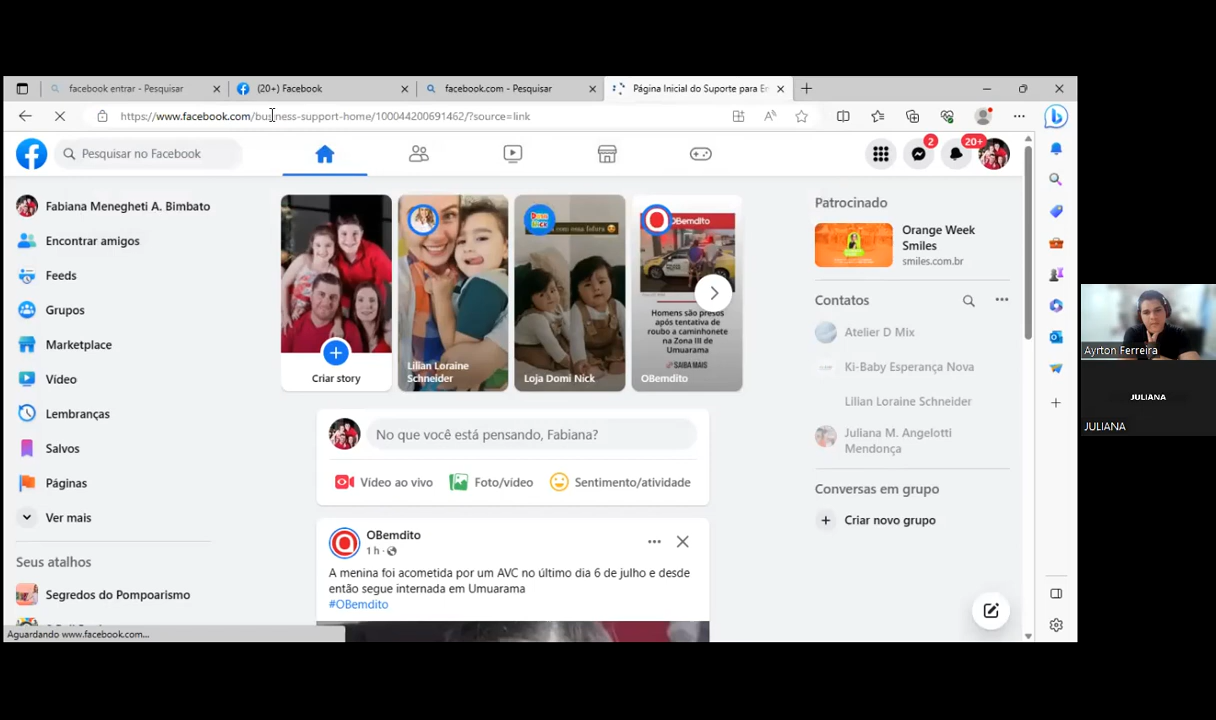 facebook entrar - Pesquisar
(20+) Facebook
facebook.com - Pesquisar
Página Inicial do Suporte para En
https://www.facebook.com/business-support-home/100044200691462/?source=link
Pesquisar no Facebook
2
20+
Fabiana Menegheti A. Bimbato
Encontrar amigos
Feeds
Grupos
Marketplace
Vídeo
Lembranças
Salvos
Páginas
Ver mais
Seus atalhos
Segredos do Pompoarismo
Aguardando www.facebook.com...
Criar story
Lilian Loraine
Schneider
Loja Domi Nick
OBemdito
Homens são presos
após tentativa de
roubo a caminhonete
na Zona III de
Umuarama
SAIBA MAIS
OBemdito
No que você está pensando, Fabiana?
Vídeo ao vivo
Foto/vídeo
Sentimento/atividade
OBemdito
1 h ·
A menina foi acometida por um AVC no último dia 6 de julho e desde
então segue internada em Umuarama
#OBemdito
Patrocinado
Orange Week
Smiles
smiles.com.br
Contatos
Atelier D Mix
Ki-Baby Esperança Nova
Lilian Loraine Schneider
Juliana M. Angelotti
Mendonça
Conversas em grupo
Criar novo grupo
Ayrton Ferreira
JULIANA
JULIANA